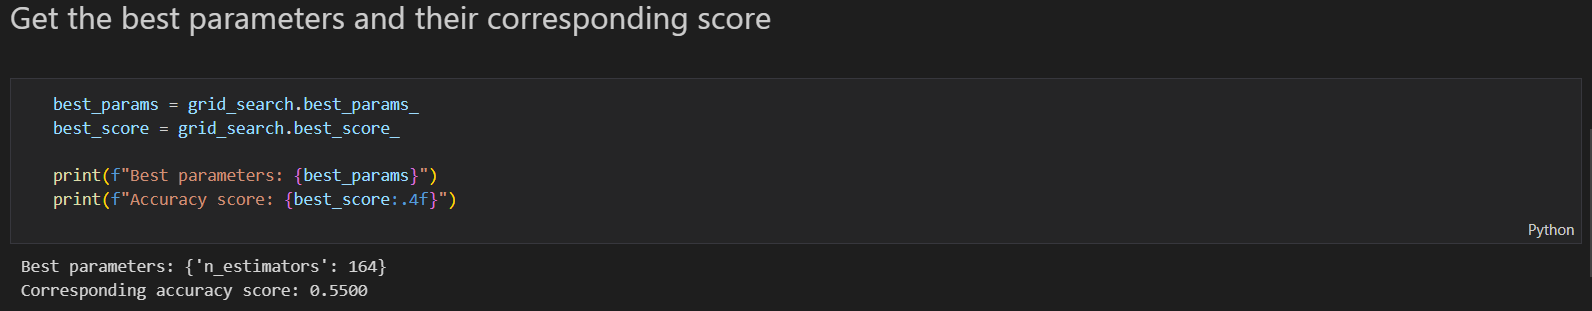 Get the best parameters and their corresponding score
best_params = grid_search.best_params_
best_score = grid_search.best_score_
print(f"Best parameters: {best_params}")
print(f"Accuracy score: {best_score:.4f}")
Python
Best parameters: {'n_estimators': 164}
Corresponding accuracy score: 0.5500